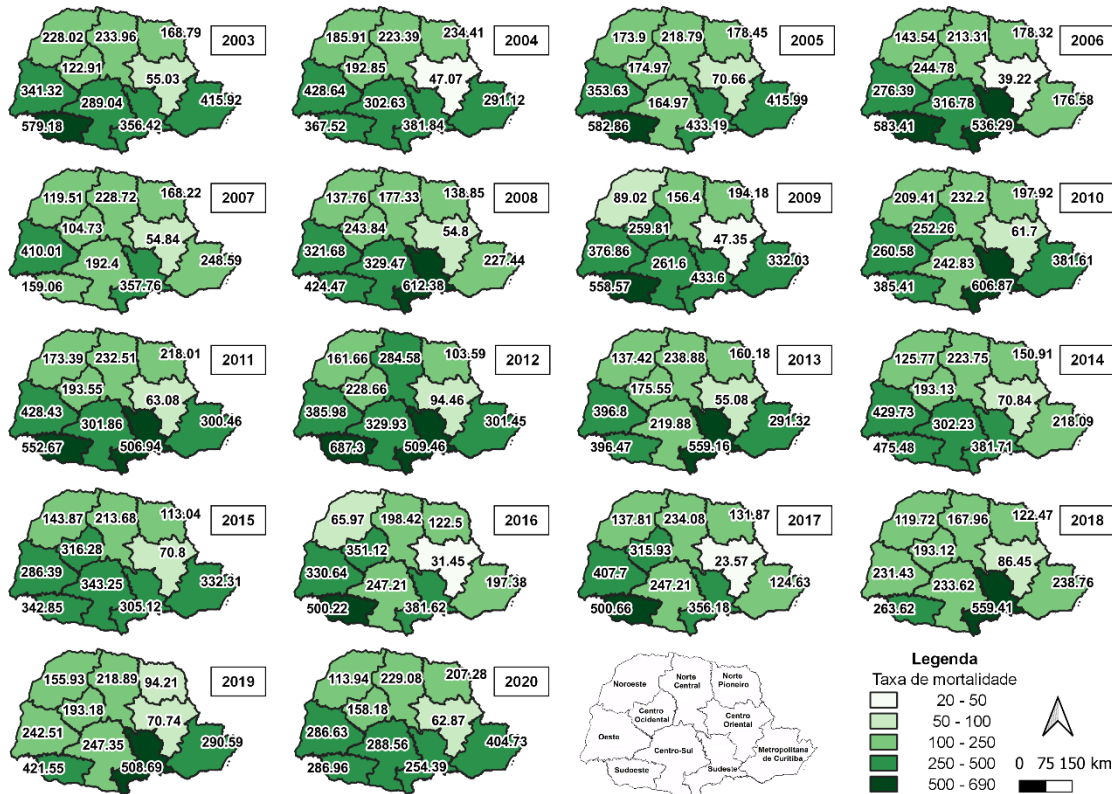 228.02 233.96 168.79 2003
122.91 55.03
341.32 289.04 415.92
579.18 356.42
185.91 223.39 234.41 2004
192.85 47.07
428.64 302.63 291.12
367.52 381.84
173.9 218.79 178.45 2005
174.97 70.66
353.63 164.97 415.99
582.86 433.19
143.54 213.31 178.32 2006
244.78 39.22
276.39 316.78 176.58
583.41 536.29
119.51 228.72 168.22 2007
104.73 54.84
410.01 192.4 248.59
159.06 357.76
137.76 177.33 138.85 2008
243.84 54.8
321.68 329.47 227.44
424.47 612.38
89.02 156.4 194.18 2009
259.81 47.35
376.86 261.6 332.03
558.57 433.6
209.41 232.2 197.92 2010
252.26 61.7
260.58 242.83 381.61
385.41 606.87
173.39 232.51 218.01 2011
193.55 63.08
428.43 301.86 300.46
552.67 506.94
161.66 284.58 103.59 2012
228.66 94.46
385.98 329.93 301.45
687.3 509.46
137.42 238.88 160.18 2013
175.55 55.08
396.8 219.88 291.32
396.47 559.16
125.77 223.75 150.91 2014
193.13 70.84
429.73 302.23 218.09
475.48 381.71
143.87 213.68 113.04 2015
316.28 70.8
286.39 343.25 332.31
342.85 305.12
65.97 198.42 122.5 2016
351.12 31.45
330.64 247.21 197.38
500.22 381.62
137.81 234.08 131.87 2017
315.93 23.57
407.7 247.21 124.63
500.66 356.18
119.72 167.96 122.47 2018
193.12 86.45
231.43 233.62 238.76
263.62 559.41
155.93 218.89 94.21 2019
193.18 70.74
242.51 247.35 290.59
421.55 508.69
113.94 229.08 207.28 2020
158.18 62.87
286.63 288.56 404.73
286.96 254.39
Noroeste
Norte
Central
Norte
Pioneiro
Centro
Ocidental
Centro
Oriental
Oeste
Centro-Sul
Metropolitana
de Curitiba
Sudoeste
Sudeste
Legenda
Taxa de mortalidade
20 - 50
50 - 100
100 - 250
250 - 500
500 - 690
0 75 150 km